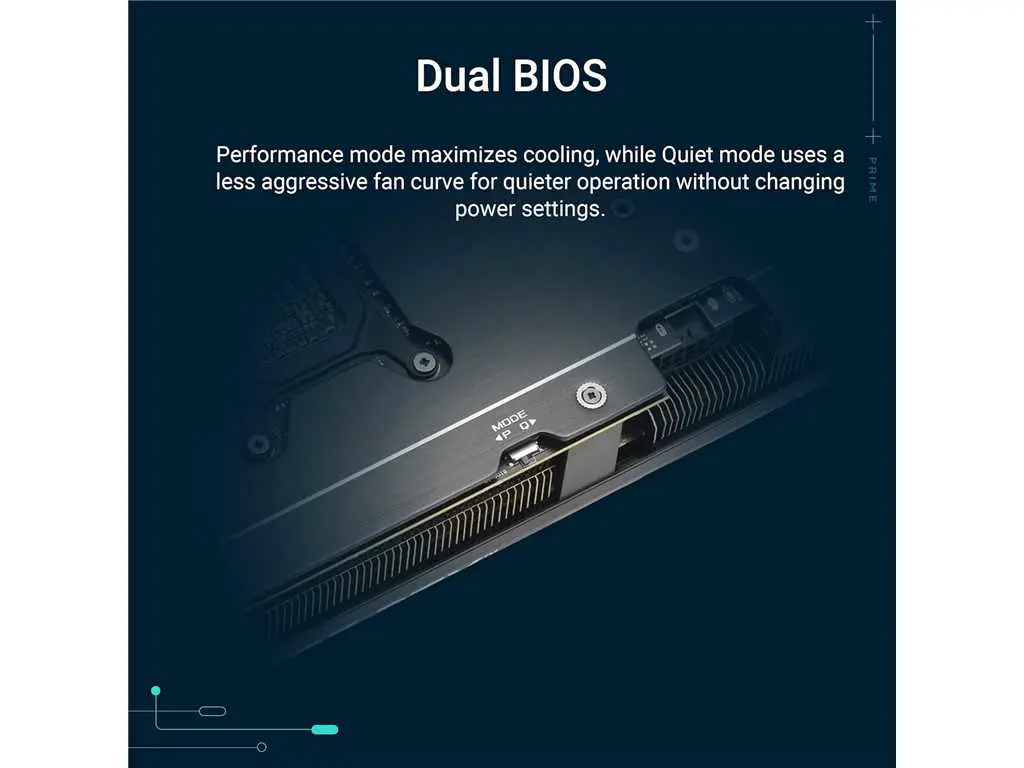 Dual BIOS
Performance mode maximizes cooling, while Quiet mode uses a
less aggressive fan curve for quieter operation without changing
power settings.
PRIME
MODE
◀P Q▶